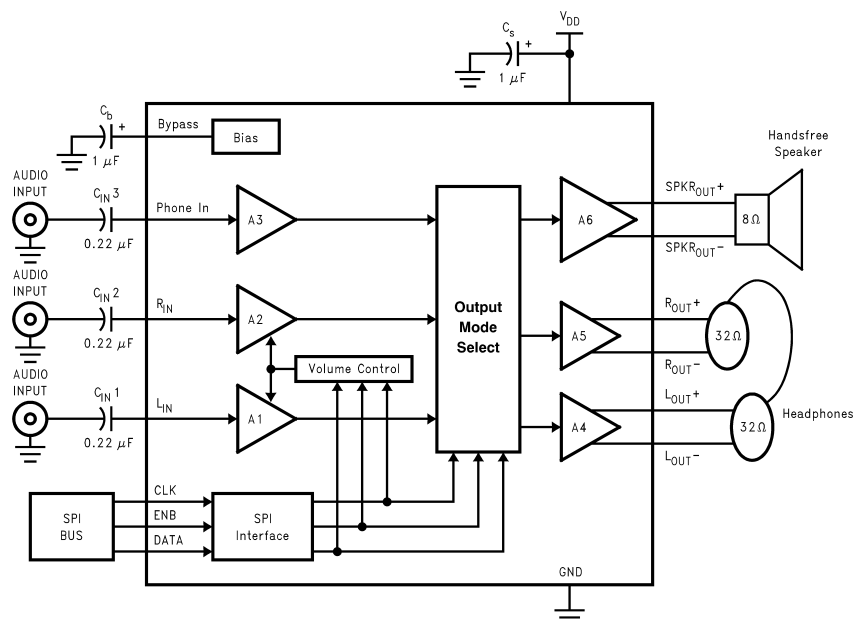 V_DD
C_s
+
1 μF
C_b
+
1 μF
Bypass
Bias
Handsfree
Speaker
AUDIO
INPUT
C_IN 3
0.22 μF
Phone In
A3
A6
SPKR_OUT+
8Ω
SPKR_OUT−
AUDIO
INPUT
C_IN 2
0.22 μF
R_IN
A2
Output
Mode
Select
A5
R_OUT+
32Ω
R_OUT−
Volume Control
AUDIO
INPUT
C_IN 1
0.22 μF
L_IN
A1
A4
L_OUT+
32Ω
L_OUT−
Headphones
SPI
BUS
CLK
ENB
DATA
SPI
Interface
GND